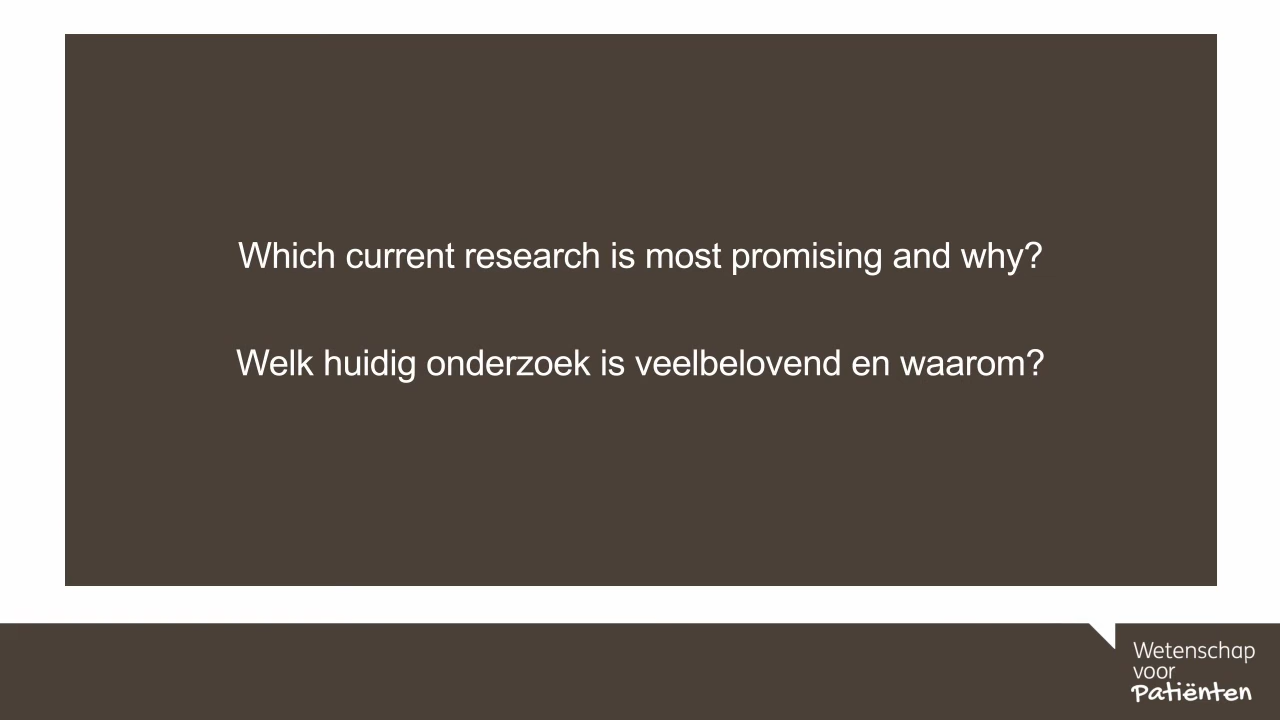 Which current research is most promising and why?
Welk huidig onderzoek is veelbelovend en waarom?
Wetenschap
voor
Patiënten